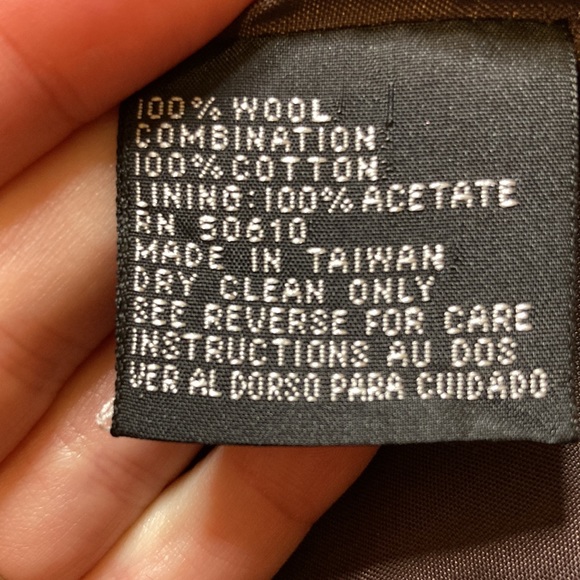 100% WOOL
COMBINATION
100% COTTON
LINING: 100% ACETATE
RN 50610
MADE IN TAIWAN
DRY CLEAN ONLY
SEE REVERSE FOR CARE
INSTRUCTIONS AU DOS
VER AL DORSO PARA CUIDADO